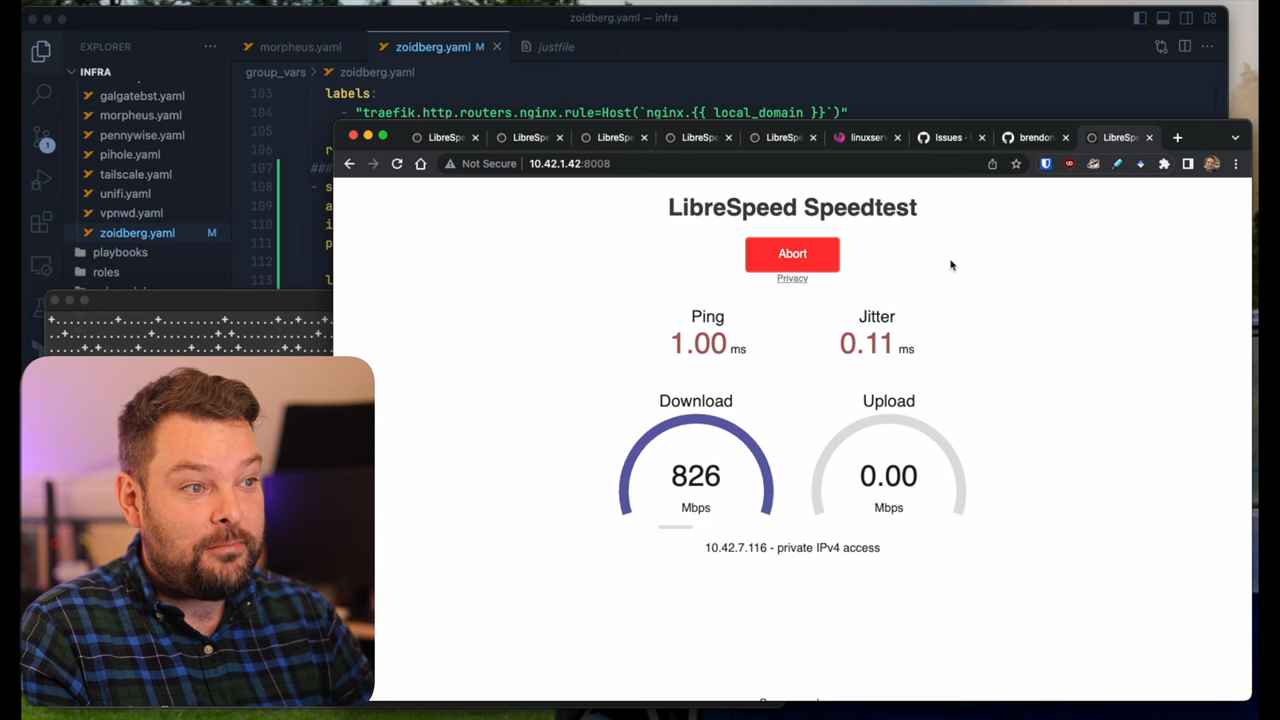 zoidberg.yaml — infra
EXPLORER
morpheus.yaml
zoidberg.yaml M
justfile
INFRA
group_vars > zoidberg.yaml
galgatebst.yaml
morpheus.yaml
pennywise.yaml
pihole.yaml
tailscale.yaml
unifi.yaml
vpnwd.yaml
zoidberg.yaml M
playbooks
roles
103 labels:
104 - "traefik.http.routers.nginx.rule=Host(`nginx.{{ local_domain }}`)"
105
106
107
108
109
110
111
112
113
1
LibreSpe
LibreSpe
LibreSpe
LibreSpe
LibreSpe
linuxserv
Issues - l
brendon
LibreSpe
Not Secure | 10.42.1.42:8008
LibreSpeed Speedtest
Abort
Privacy
Ping Jitter
1.00 ms 0.11 ms
Download Upload
826 0.00
Mbps Mbps
10.42.7.116 - private IPv4 access